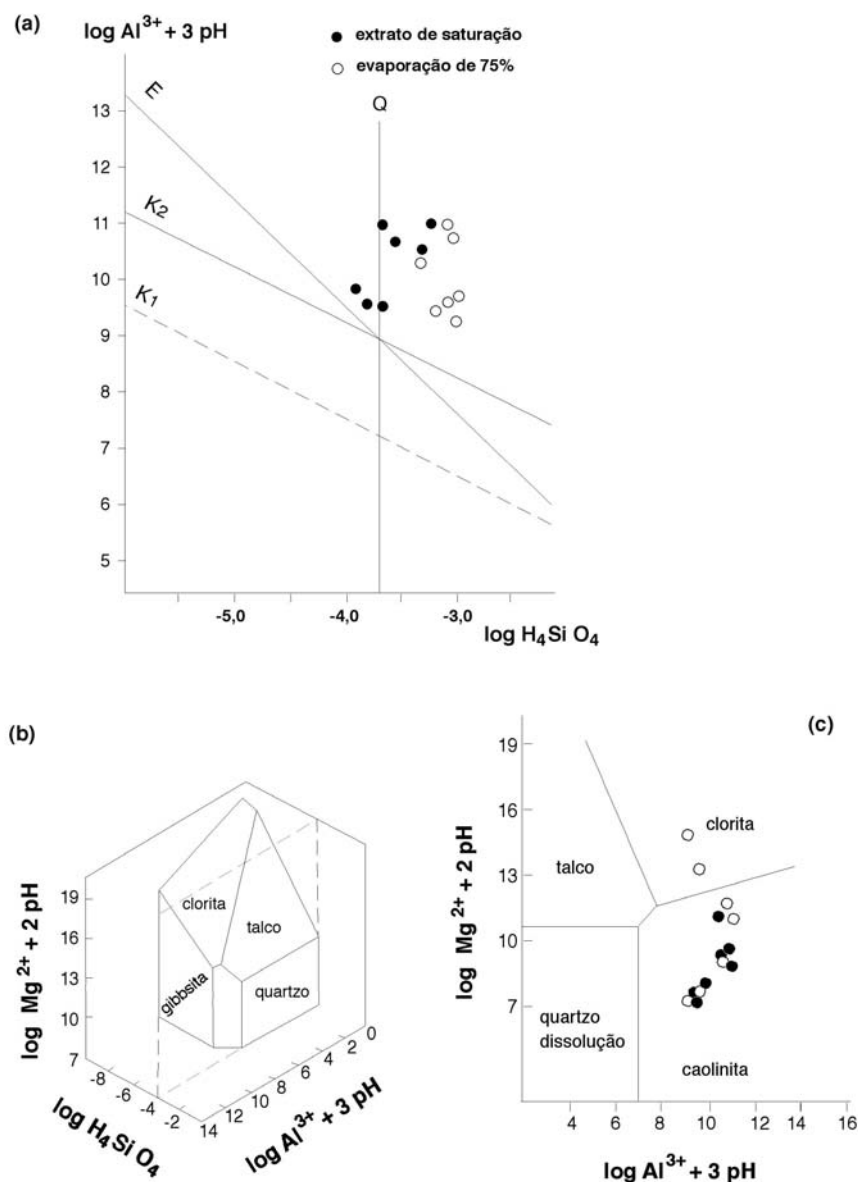 (a)
log Al3+ + 3 pH
● extrato de saturação
○ evaporação de 75%
E
Q
K2
K1
13
12
11
10
9
8
7
6
5
-5,0 -4,0 -3,0
log H4Si O4
(b)
log Mg2+ + 2 pH
19
16
13
10
7
clorita
talco
gibbsita
quartzo
-8 -6 -4 -2
log H4Si O4
14 12 10 8 6 4 2 0
log Al3+ + 3 pH
(c)
log Mg2+ + 2 pH
19
16
13
10
7
clorita
talco
quartzo
dissolução
caolinita
4 6 8 10 12 14 16
log Al3+ + 3 pH